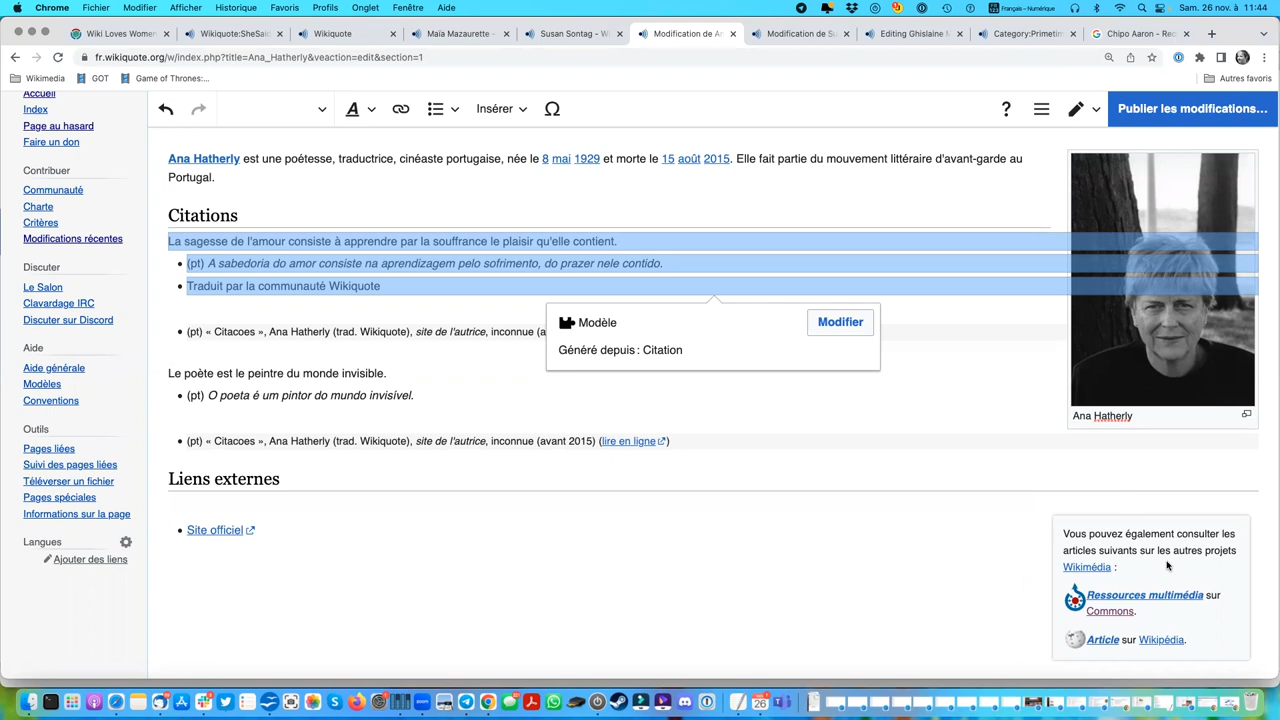 Chrome Fichier Modifier Afficher Historique Favoris Profils Onglet Fenêtre Aide Français – Numérique Sam. 26 nov. à 11:44
Wiki Loves Women Wikiquote:SheSaid Wikiquote Maïa Mazaurette – Susan Sontag – W Modification de An Modification de Su Editing Ghislaine M Category:Primetim Chipo Aaron - Rec
fr.wikiquote.org/w/index.php?title=Ana_Hatherly&veaction=edit&section=1
Wikimedia GOT Game of Thrones:... Autres favoris
Accueil
Index
Page au hasard
Faire un don
Contribuer
Communauté
Charte
Critères
Modifications récentes
Discuter
Le Salon
Clavardage IRC
Discuter sur Discord
Aide
Aide générale
Modèles
Conventions
Outils
Pages liées
Suivi des pages liées
Téléverser un fichier
Pages spéciales
Informations sur la page
Langues
Ajouter des liens
A Insérer Ω ? Publier les modifications...
Ana Hatherly est une poétesse, traductrice, cinéaste portugaise, née le 8 mai 1929 et morte le 15 août 2015. Elle fait partie du mouvement littéraire d'avant-garde au
Portugal.
Citations
La sagesse de l'amour consiste à apprendre par la souffrance le plaisir qu'elle contient.
• (pt) A sabedoria do amor consiste na aprendizagem pelo sofrimento, do prazer nele contido.
• Traduit par la communauté Wikiquote
• (pt) « Citacoes », Ana Hatherly (trad. Wikiquote), site de l'autrice, inconnue (a
Modèle Modifier
Généré depuis : Citation
Le poète est le peintre du monde invisible.
• (pt) O poeta é um pintor do mundo invisível.
• (pt) « Citacoes », Ana Hatherly (trad. Wikiquote), site de l'autrice, inconnue (avant 2015) (lire en ligne)
Ana Hatherly
Liens externes
• Site officiel
Vous pouvez également consulter les
articles suivants sur les autres projets
Wikimédia :
Ressources multimédia sur
Commons.
Article sur Wikipédia.